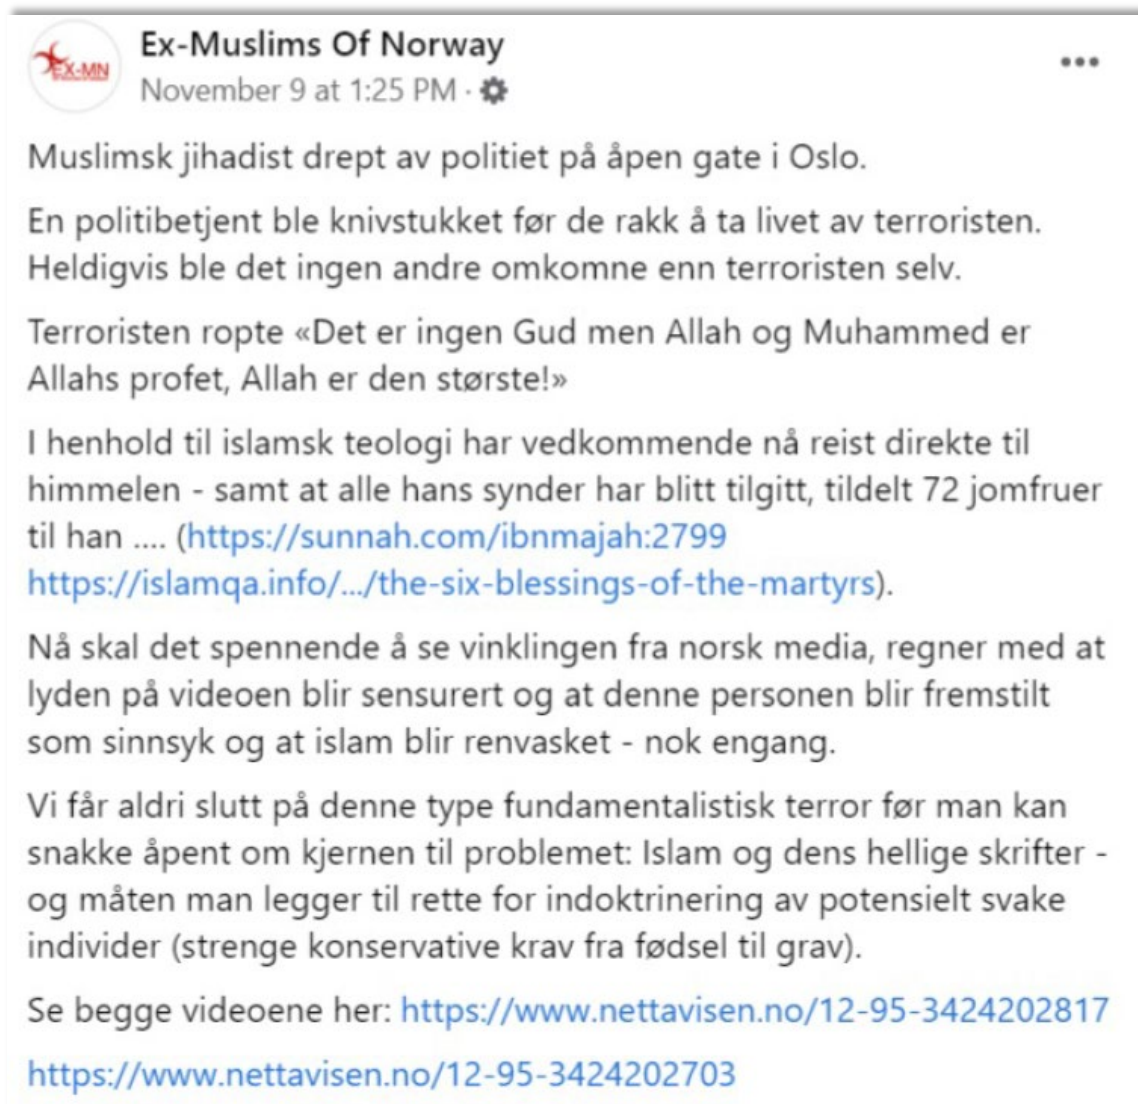 EX-MN
Ex-Muslims Of Norway
November 9 at 1:25 PM ·
Muslimsk jihadist drept av politiet på åpen gate i Oslo.
En politibetjent ble knivstukket før de rakk å ta livet av terroristen.
Heldigvis ble det ingen andre omkomne enn terroristen selv.
Terroristen ropte «Det er ingen Gud men Allah og Muhammed er
Allahs profet, Allah er den største!»
I henhold til islamsk teologi har vedkommende nå reist direkte til
himmelen - samt at alle hans synder har blitt tilgitt, tildelt 72 jomfruer
til han .... (https://sunnah.com/ibnmajah:2799
https://islamqa.info/.../the-six-blessings-of-the-martyrs).
Nå skal det spennende å se vinklingen fra norsk media, regner med at
lyden på videoen blir sensurert og at denne personen blir fremstilt
som sinnsyk og at islam blir renvasket - nok engang.
Vi får aldri slutt på denne type fundamentalistisk terror før man kan
snakke åpent om kjernen til problemet: Islam og dens hellige skrifter -
og måten man legger til rette for indoktrinering av potensielt svake
individer (strenge konservative krav fra fødsel til grav).
Se begge videoene her: https://www.nettavisen.no/12-95-3424202817
https://www.nettavisen.no/12-95-3424202703